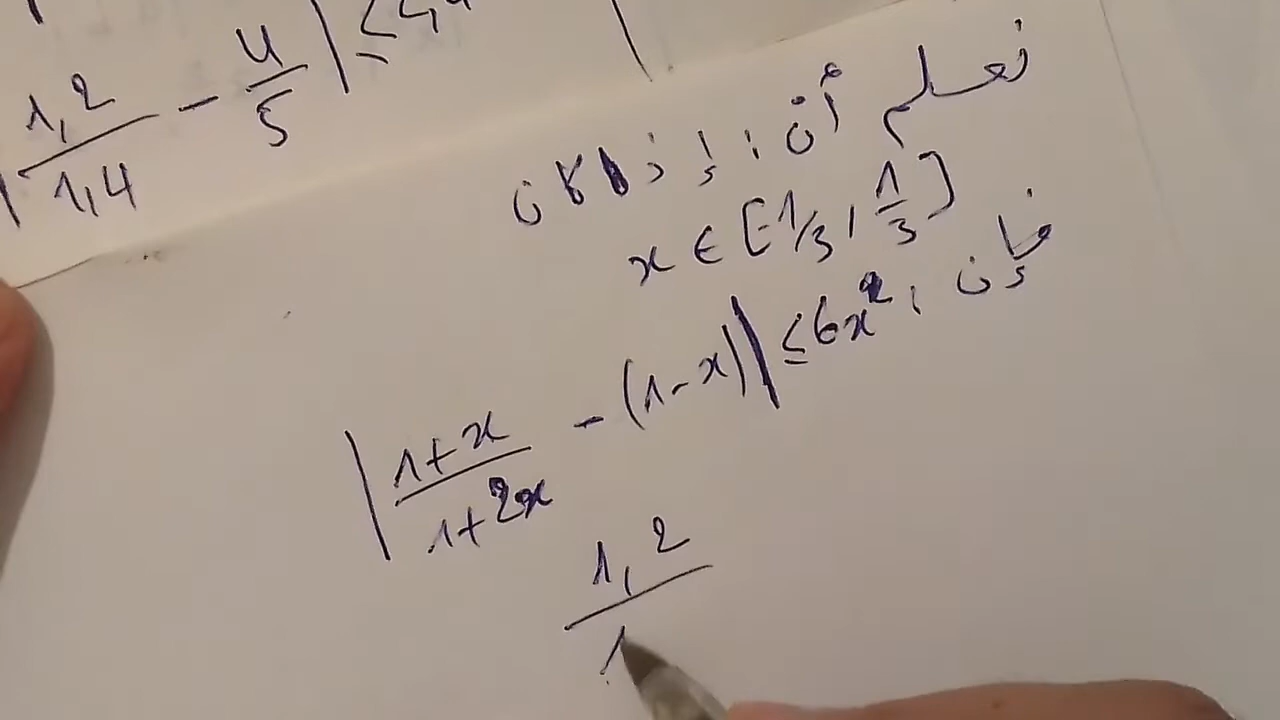 |1,2/1,4 - 4/5| ≤
نعلم أن: إذا كان
x ∈ [-1/3, 1/3]
فإن:
|1+x/1+2x - (1-x)| ≤ 6x²
1,2/1